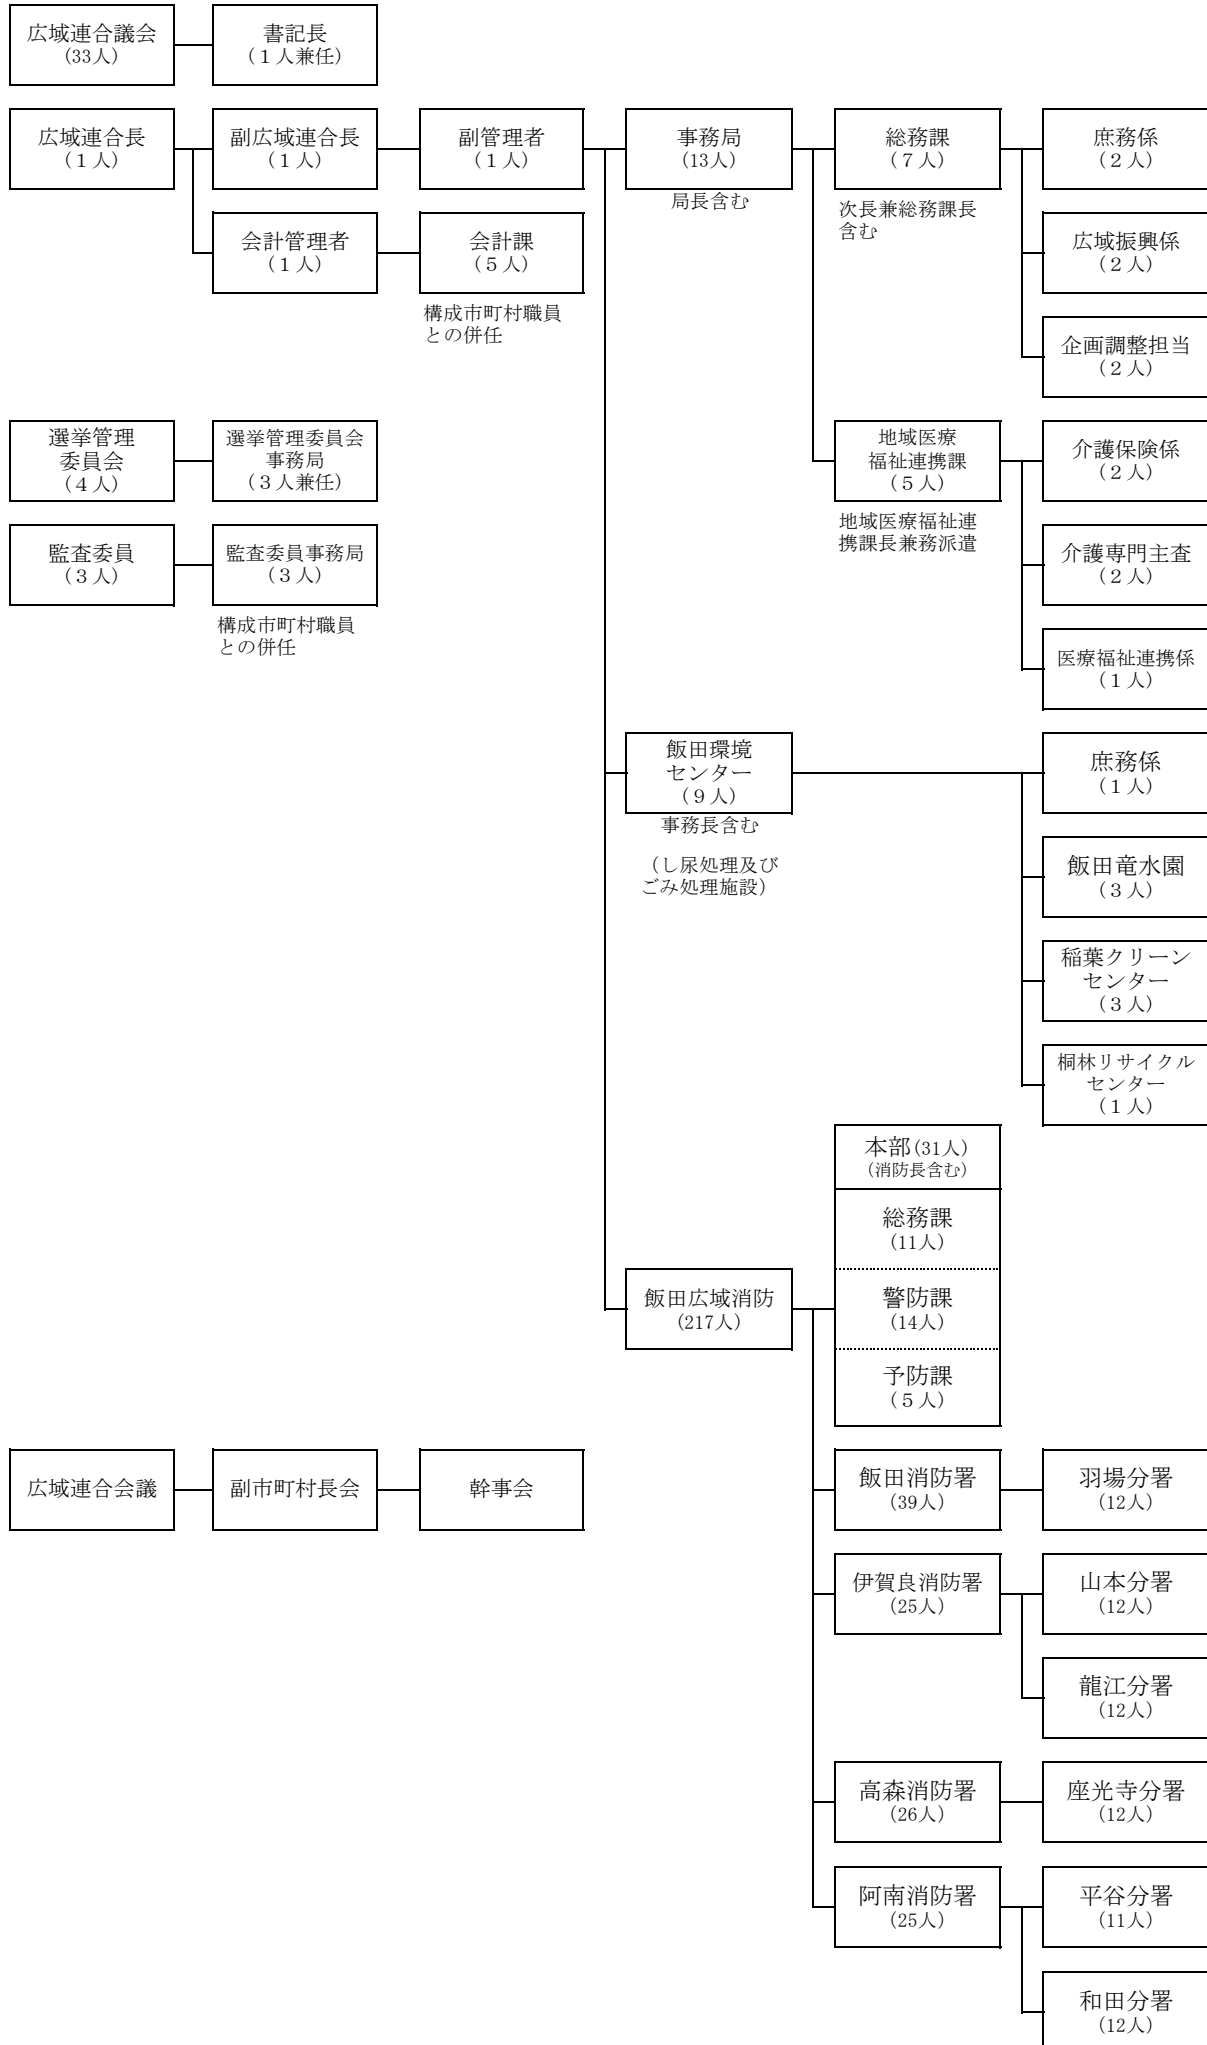 広域連合議会
(33人)
書記長
(１人兼任)
広域連合長
(１人)
副広域連合長
(１人)
副管理者
(１人)
事務局
(13人)
局長含む
総務課
(７人)
次長兼総務課長
含む
庶務係
(２人)
会計管理者
(１人)
会計課
(５人)
構成市町村職員
との併任
広域振興係
(２人)
企画調整担当
(２人)
選挙管理
委員会
(４人)
選挙管理委員会
事務局
(３人兼任)
地域医療
福祉連携課
(５人)
地域医療福祉連
携課長兼務派遣
介護保険係
(２人)
監査委員
(３人)
監査委員事務局
(３人)
構成市町村職員
との併任
介護専門主査
(２人)
医療福祉連携係
(１人)
飯田環境
センター
(９人)
事務長含む
(し尿処理及び
ごみ処理施設)
庶務係
(１人)
飯田竜水園
(３人)
稲葉クリーン
センター
(３人)
桐林リサイクル
センター
(１人)
本部(31人)
(消防長含む)
総務課
(11人)
飯田広域消防
(217人)
警防課
(14人)
予防課
(５人)
広域連合会議
副市町村長会
幹事会
飯田消防署
(39人)
羽場分署
(12人)
伊賀良消防署
(25人)
山本分署
(12人)
龍江分署
(12人)
高森消防署
(26人)
座光寺分署
(12人)
阿南消防署
(25人)
平谷分署
(11人)
和田分署
(12人)